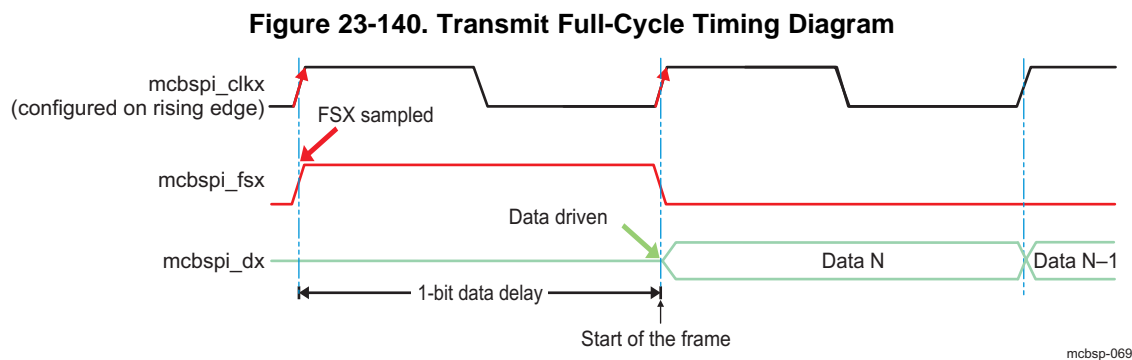 Figure 23-140. Transmit Full-Cycle Timing Diagram
mcbspi_clkx
(configured on rising edge)
FSX sampled
mcbspi_fsx
Data driven
mcbspi_dx
Data N
Data N–1
1-bit data delay
Start of the frame
mcbsp-069